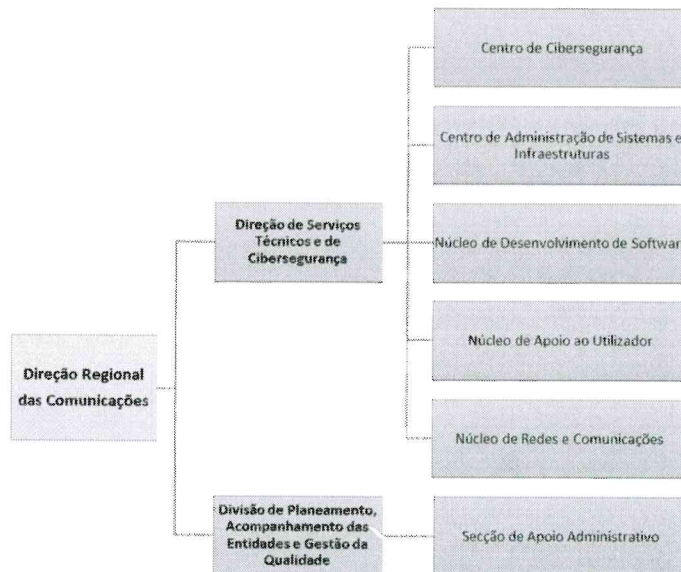 Centro de Cibersegurança
Centro de Administração de Sistemas e
Infraestruturas
Direção de Serviços
Técnicos e de
Cibersegurança
Núcleo de Desenvolvimento de Softwar
Núcleo de Apoio ao Utilizador
Direção Regional
das Comunicações
Núcleo de Redes e Comunicações
Divisão de Planeamento,
Acompanhamento das
Entidades e Gestão da
Qualidade
Secção de Apoio Administrativo